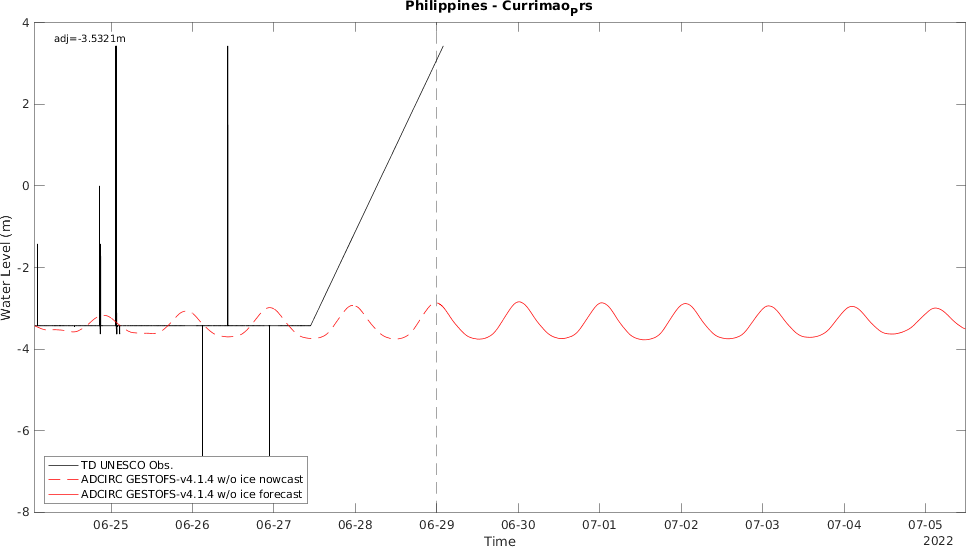 Philippines - Currimaoₚrs
adj=-3.5321m
4
2
0
-2
-4
-6
-8
Water Level (m)
TD UNESCO Obs.
ADCIRC GESTOFS-v4.1.4 w/o ice nowcast
ADCIRC GESTOFS-v4.1.4 w/o ice forecast
06-25 06-26 06-27 06-28 06-29 06-30 07-01 07-02 07-03 07-04 07-05
Time
2022